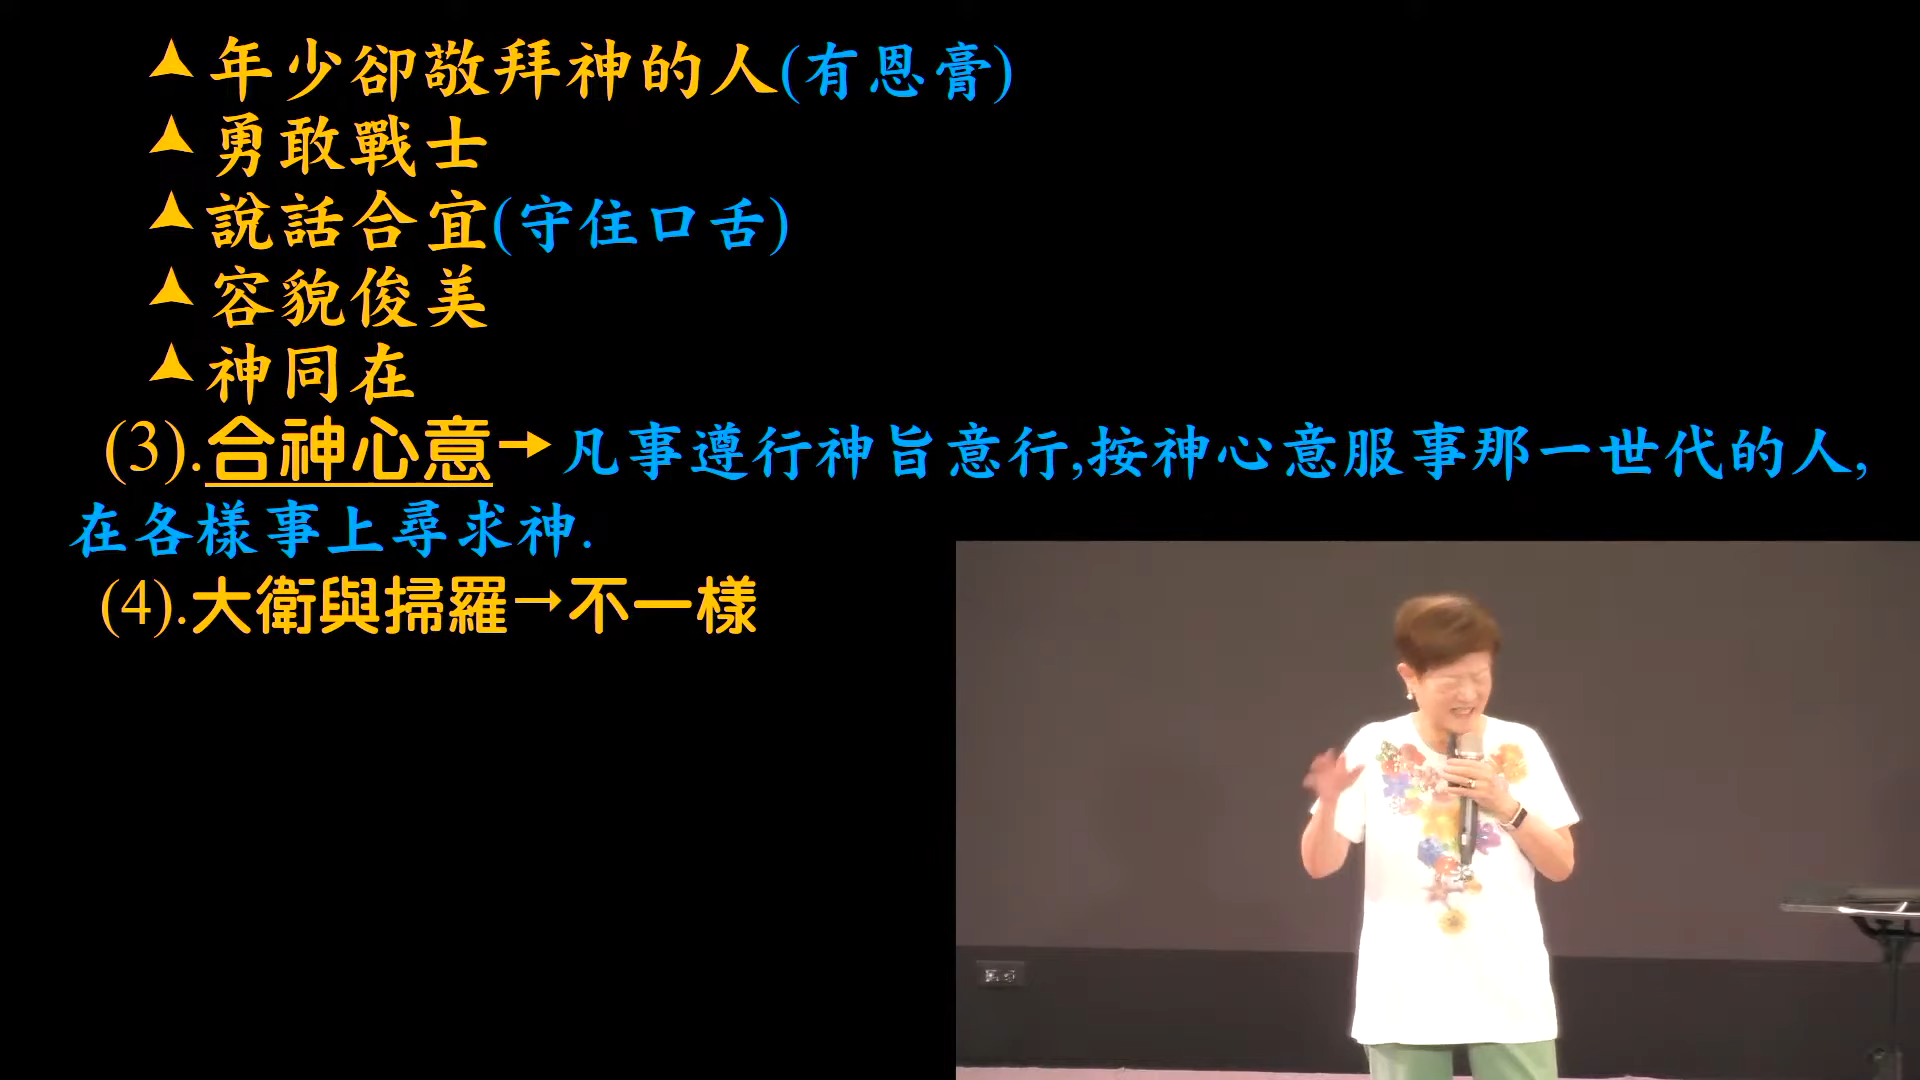 年少卻敬拜神的人(有恩膏)
勇敢戰士
說話合宜(守住口舌)
容貌俊美
神同在
(3).合神心意→凡事遵行神旨意行,按神心意服事那一世代的人,
在各樣事上尋求神.
(4).大衛與掃羅→不一樣